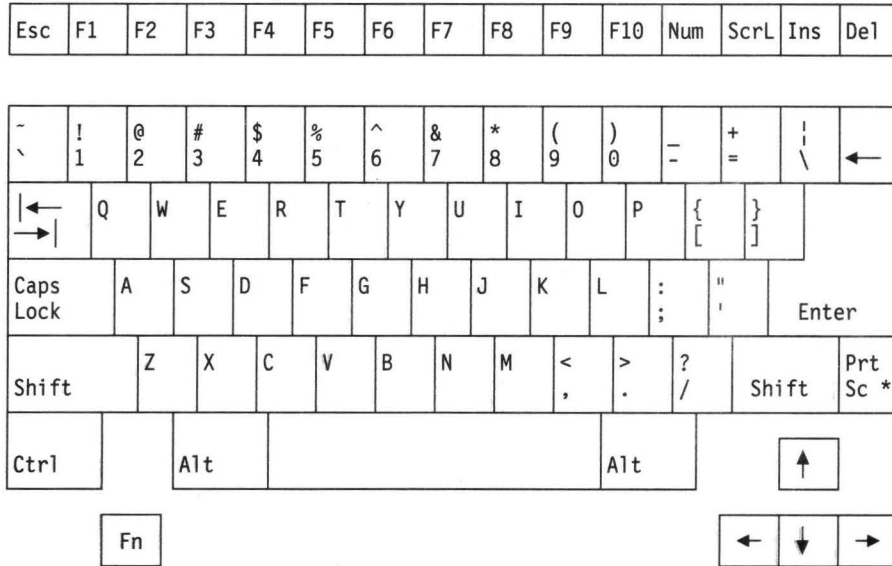 Esc F1 F2 F3 F4 F5 F6 F7 F8 F9 F10 Num ScrL Ins Del
~ ! @ # $ % ^ & * ( ) _ + ¦
` 1 2 3 4 5 6 7 8 9 0 - = \ ←
|←
→| Q W E R T Y U I O P { }
[ ]
Caps A S D F G H J K L : "
Lock ; ' Enter
Z X C V B N M < > ? Prt
Shift , . / Shift Sc *
Ctrl Alt Alt ↑
Fn ← ↓ →